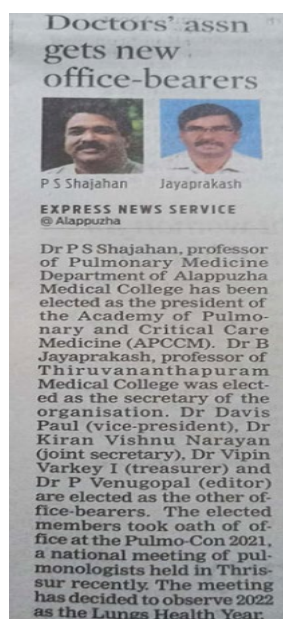 Doctors' assn
gets new
office-bearers
P S Shajahan Jayaprakash
EXPRESS NEWS SERVICE
@ Alappuzha
Dr P S Shajahan, professor
of Pulmonary Medicine
Department of Alappuzha
Medical College has been
elected as the president of
the Academy of Pulmo-
nary and Critical Care
Medicine (APCCM). Dr B
Jayaprakash, professor of
Thiruvananthapuram
Medical College was elect-
ed as the secretary of the
organisation. Dr Davis
Paul (vice-president), Dr
Kiran Vishnu Narayan
(joint secretary), Dr Vipin
Varkey I (treasurer) and
Dr P Venugopal (editor)
are elected as the other of-
fice-bearers. The elected
members took oath of of-
fice at the Pulmo-Con 2021,
a national meeting of pul-
monologists held in Thris-
sur recently. The meeting
has decided to observe 2022
as the Lungs Health Year.